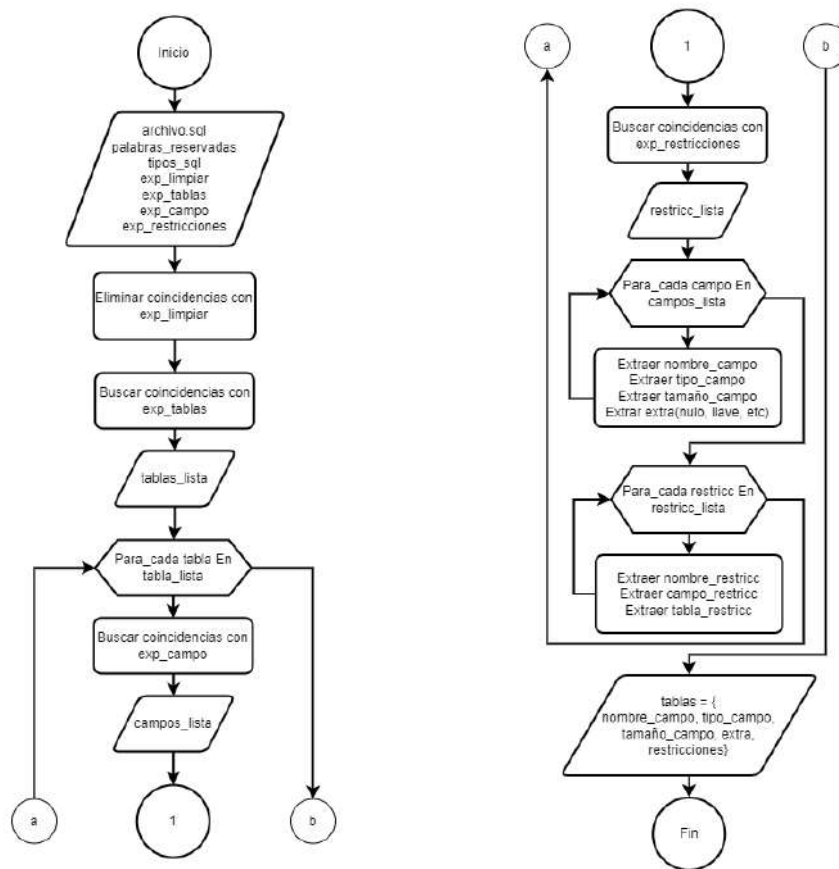 Inicio
archivo.sql
palabras_reservadas
tipos_sql
exp_limpiar
exp_tablas
exp_campo
exp_restricciones
Eliminar coincidencias con
exp_limpiar
Buscar coincidencias con
exp_tablas
tablas_lista
Para_cada tabla En
tabla_lista
Buscar coincidencias con
exp_campo
campos_lista
a
1
b
a
1
b
Buscar coincidencias con
exp_restricciones
restricc_lista
Para_cada campo En
campos_lista
Extraer nombre_campo
Extraer tipo_campo
Extraer tamaño_campo
Extrar extra(nulo, llave, etc)
Para_cada restricc En
restricc_lista
Extraer nombre_restricc
Extraer campo_restricc
Extraer tabla_restricc
tablas = {
nombre_campo, tipo_campo,
tamaño_campo, extra,
restricciones}
Fin